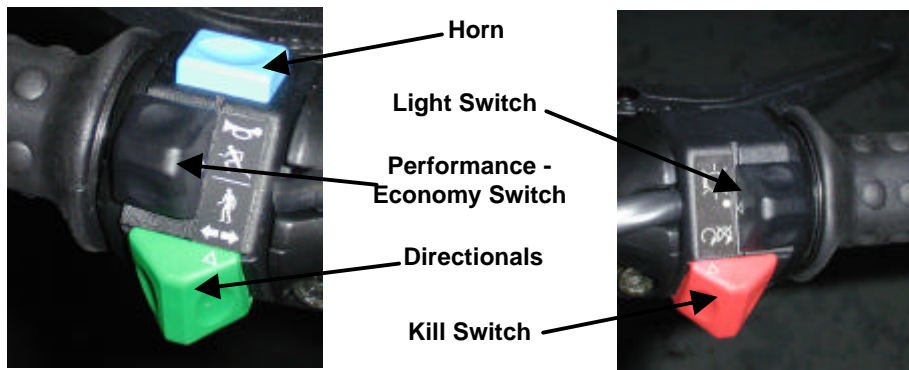 Horn
Light Switch
Performance -
Economy Switch
Directionals
Kill Switch